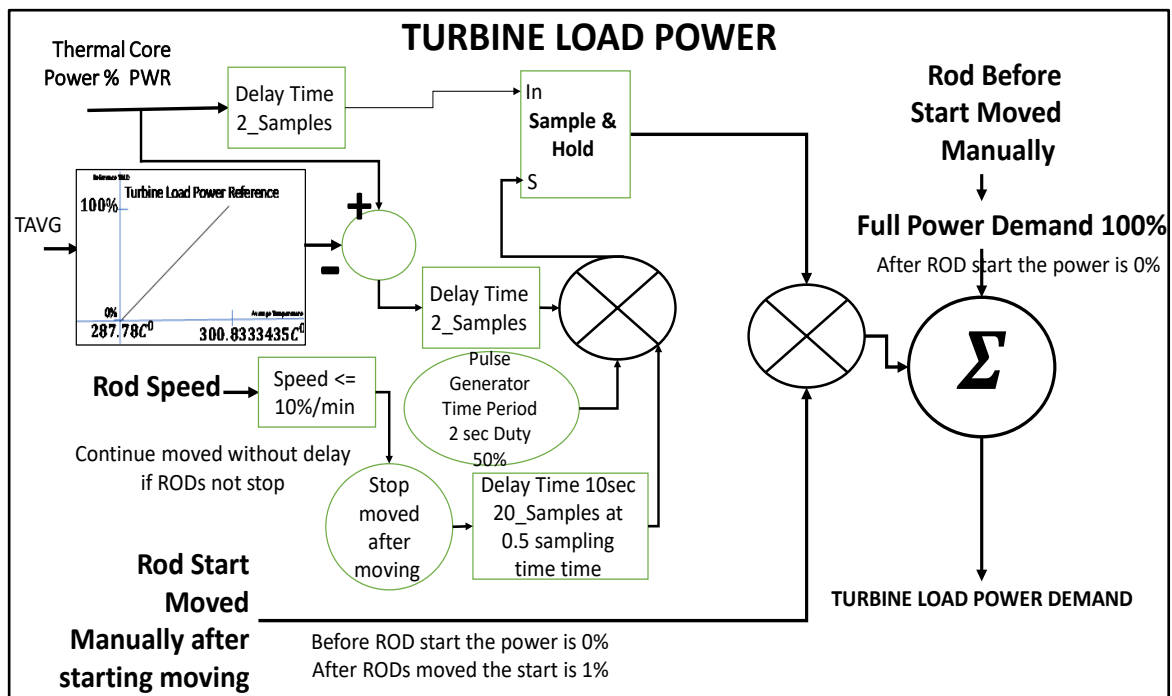 TURBINE LOAD POWER
Thermal Core
Power % PWR
Delay Time
2_Samples
In
Sample &
Hold
S
Rod Before
Start Moved
Manually
Turbine Load Power Reference
100%
TAVG
0%
Average Temperature
287.78C⁰
300.8333435C⁰
+
-
Full Power Demand 100%
After ROD start the power is 0%
Delay Time
2_Samples
Σ
Pulse
Generator
Time Period
2 sec Duty
50%
Rod Speed
Speed <=
10%/min
Continue moved without delay
if RODs not stop
Stop
moved
after
moving
Delay Time 10sec
20_Samples at
0.5 sampling
time time
Rod Start
Moved
Manually after
starting moving
Before ROD start the power is 0%
After RODs moved the start is 1%
TURBINE LOAD POWER DEMAND